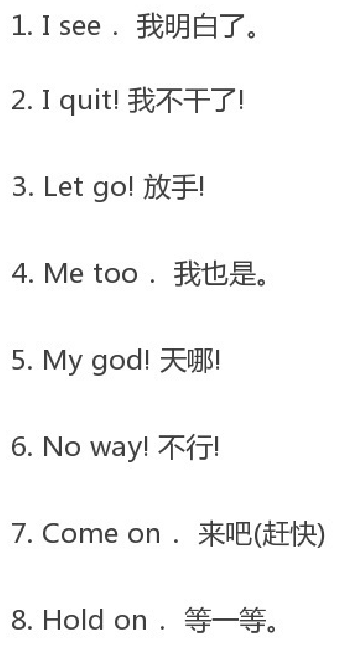 1. I see． 我明白了。
2. I quit! 我不干了!
3. Let go! 放手!
4. Me too． 我也是。
5. My god! 天哪!
6. No way! 不行!
7. Come on． 来吧(赶快)
8. Hold on． 等一等。